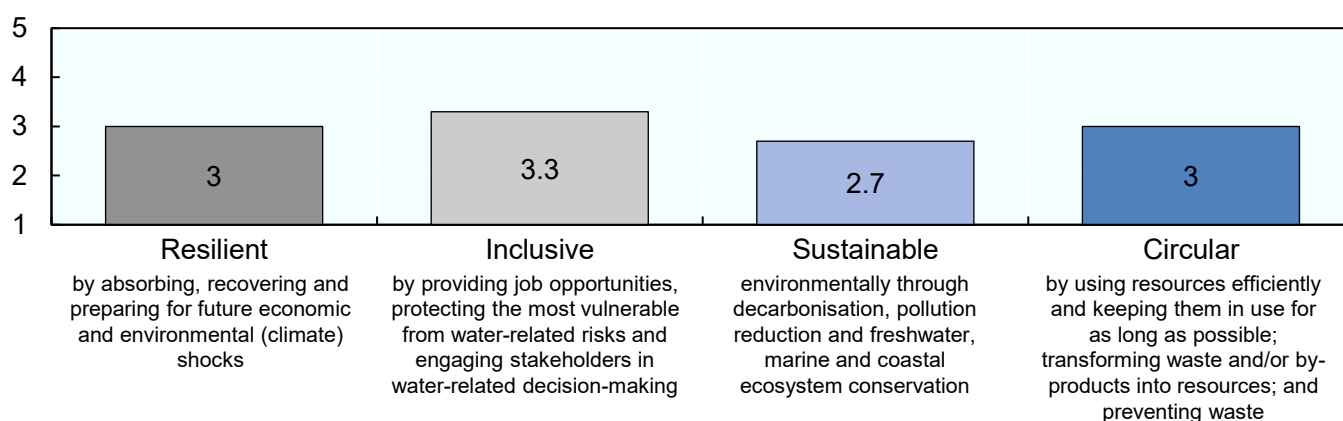 5
4
3
2
1
3
3.3
2.7
3
Resilient
by absorbing, recovering and
preparing for future economic
and environmental (climate)
shocks
Inclusive
by providing job opportunities,
protecting the most vulnerable
from water-related risks and
engaging stakeholders in
water-related decision-making
Sustainable
environmentally through
decarbonisation, pollution
reduction and freshwater,
marine and coastal
ecosystem conservation
Circular
by using resources efficiently
and keeping them in use for
as long as possible;
transforming waste and/or by-
products into resources; and
preventing waste